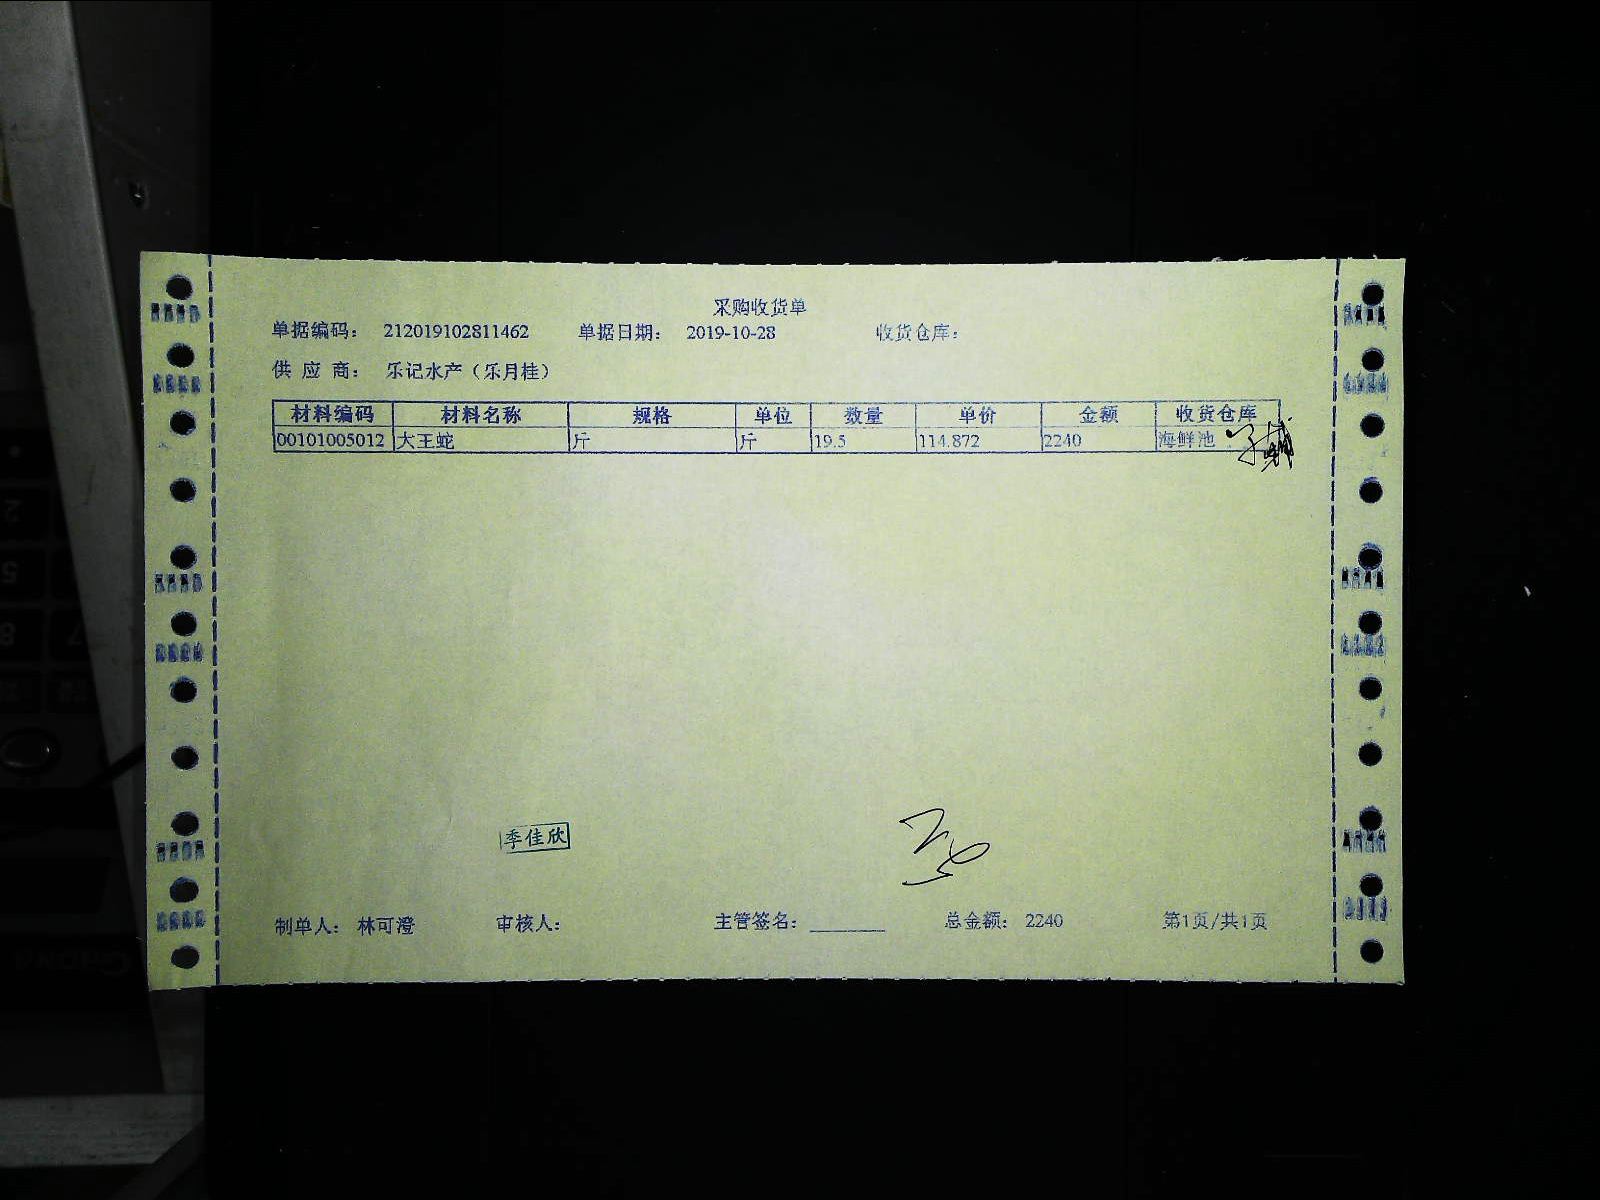 采购收货单
单据编码： 212019102811462 单据日期： 2019-10-28 收货仓库：
供 应 商： 乐记水产（乐月桂）
材料编码 材料名称 规格 单位 数量 单价 金额 收货仓库
00101005012 大王蛇 斤 斤 19.5 114.872 2240 海鲜池
季佳欣
制单人： 林可澄 审核人： 主管签名： 总金额： 2240 第1页/共1页